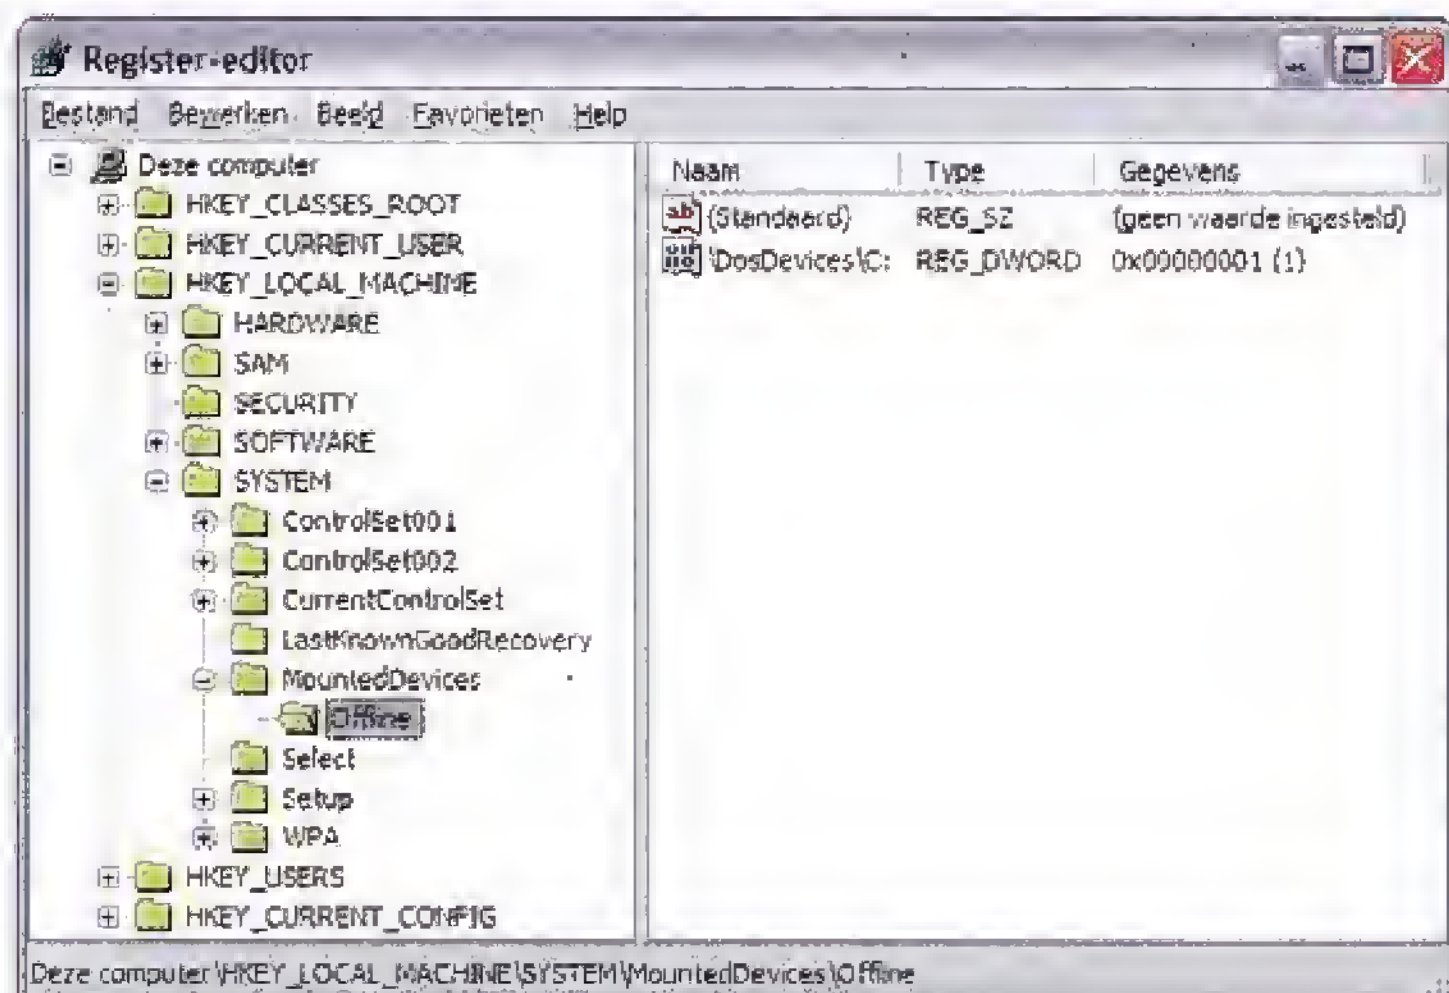 Register-editor
Bestand Bewerken Beeld Favorieten Help
Deze computer
HKEY_CLASSES_ROOT
HKEY_CURRENT_USER
HKEY_LOCAL_MACHINE
HARDWARE
SAM
SECURITY
SOFTWARE
SYSTEM
ControlSet001
ControlSet002
CurrentControlSet
LastKnownGoodRecovery
MountedDevices
Offline
Select
Setup
WPA
HKEY_USERS
HKEY_CURRENT_CONFIG
Naam Type Gegevens
(Standaard) REG_SZ (geen waarde ingesteld)
\DosDevices\C: REG_DWORD 0x00000001 (1)
Deze computer\HKEY_LOCAL_MACHINE\SYSTEM\MountedDevices\Offline